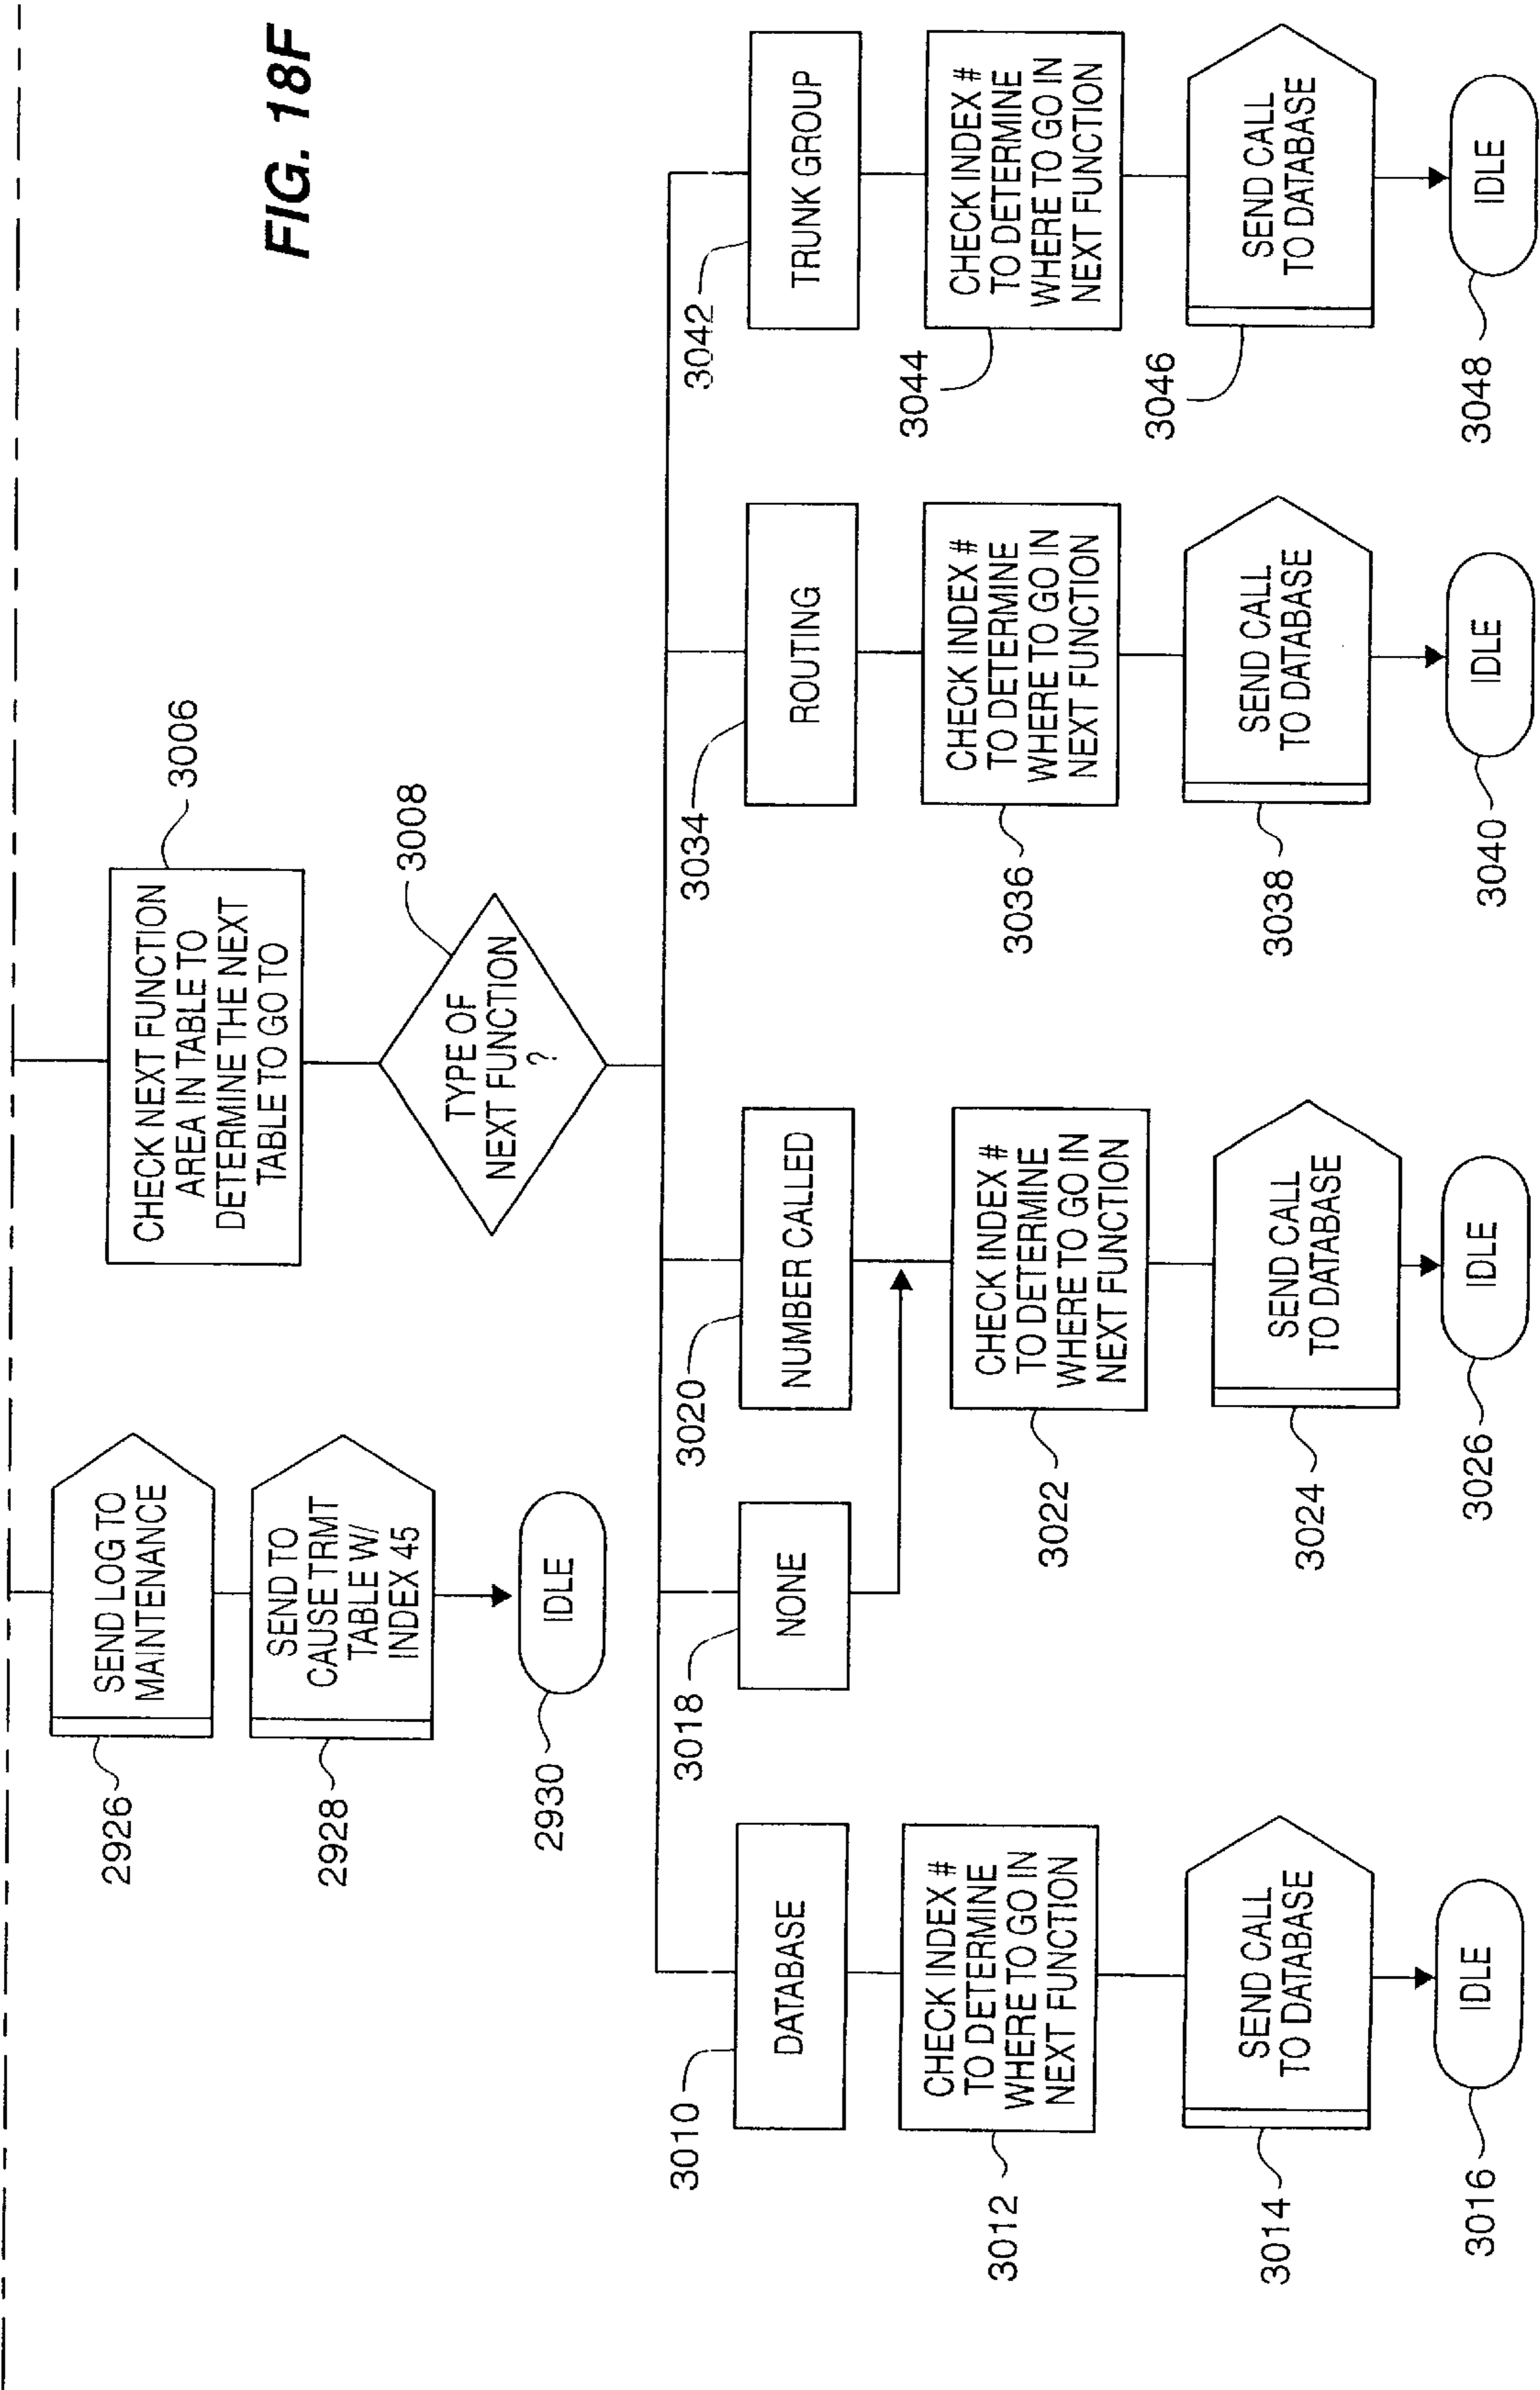 FIG. 18F
2926
SEND LOG TO
MAINTENANCE
2928
SEND TO
CAUSE TRMT
TABLE W/
INDEX 45
2930
IDLE
CHECK NEXT FUNCTION
AREA IN TABLE TO
DETERMINE THE NEXT
TABLE TO GO TO
3006
TYPE OF
NEXT FUNCTION
?
3008
3010
DATABASE
3012
CHECK INDEX #
TO DETERMINE
WHERE TO GO IN
NEXT FUNCTION
3014
SEND CALL
TO DATABASE
3016
IDLE
3018
NONE
3020
NUMBER CALLED
3022
CHECK INDEX #
TO DETERMINE
WHERE TO GO IN
NEXT FUNCTION
3024
SEND CALL
TO DATABASE
3026
IDLE
3034
ROUTING
3036
CHECK INDEX #
TO DETERMINE
WHERE TO GO IN
NEXT FUNCTION
3038
SEND CALL
TO DATABASE
3040
IDLE
3042
TRUNK GROUP
3044
CHECK INDEX #
TO DETERMINE
WHERE TO GO IN
NEXT FUNCTION
3046
SEND CALL
TO DATABASE
3048
IDLE